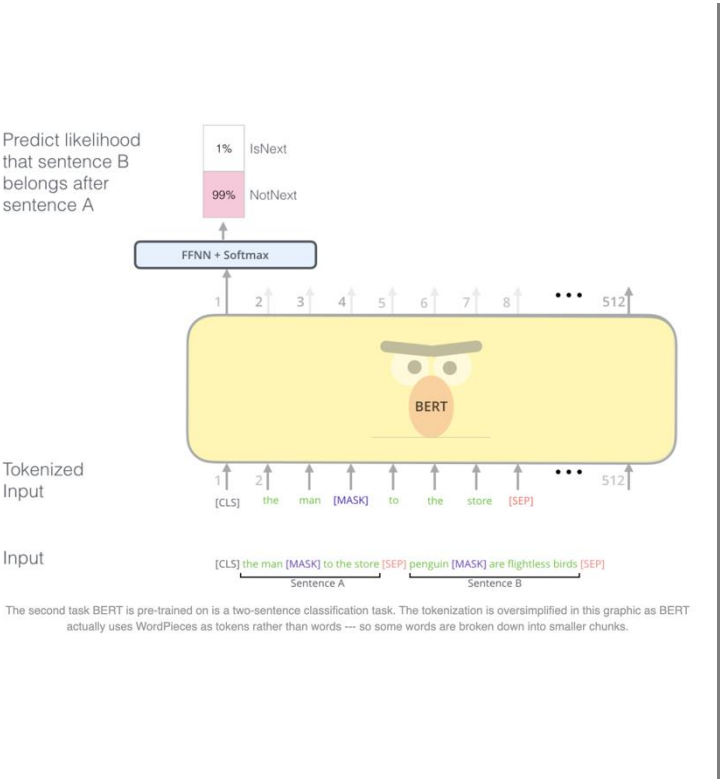 Predict likelihood
that sentence B
belongs after
sentence A
1% IsNext
99% NotNext
FFNN + Softmax
1 2 3 4 5 6 7 8 ••• 512
BERT
Tokenized
Input
1 2 ••• 512
[CLS] the man [MASK] to the store [SEP]
Input
[CLS] the man [MASK] to the store [SEP] penguin [MASK] are flightless birds [SEP]
Sentence A Sentence B
The second task BERT is pre-trained on is a two-sentence classification task. The tokenization is oversimplified in this graphic as BERT
actually uses WordPieces as tokens rather than words --- so some words are broken down into smaller chunks.